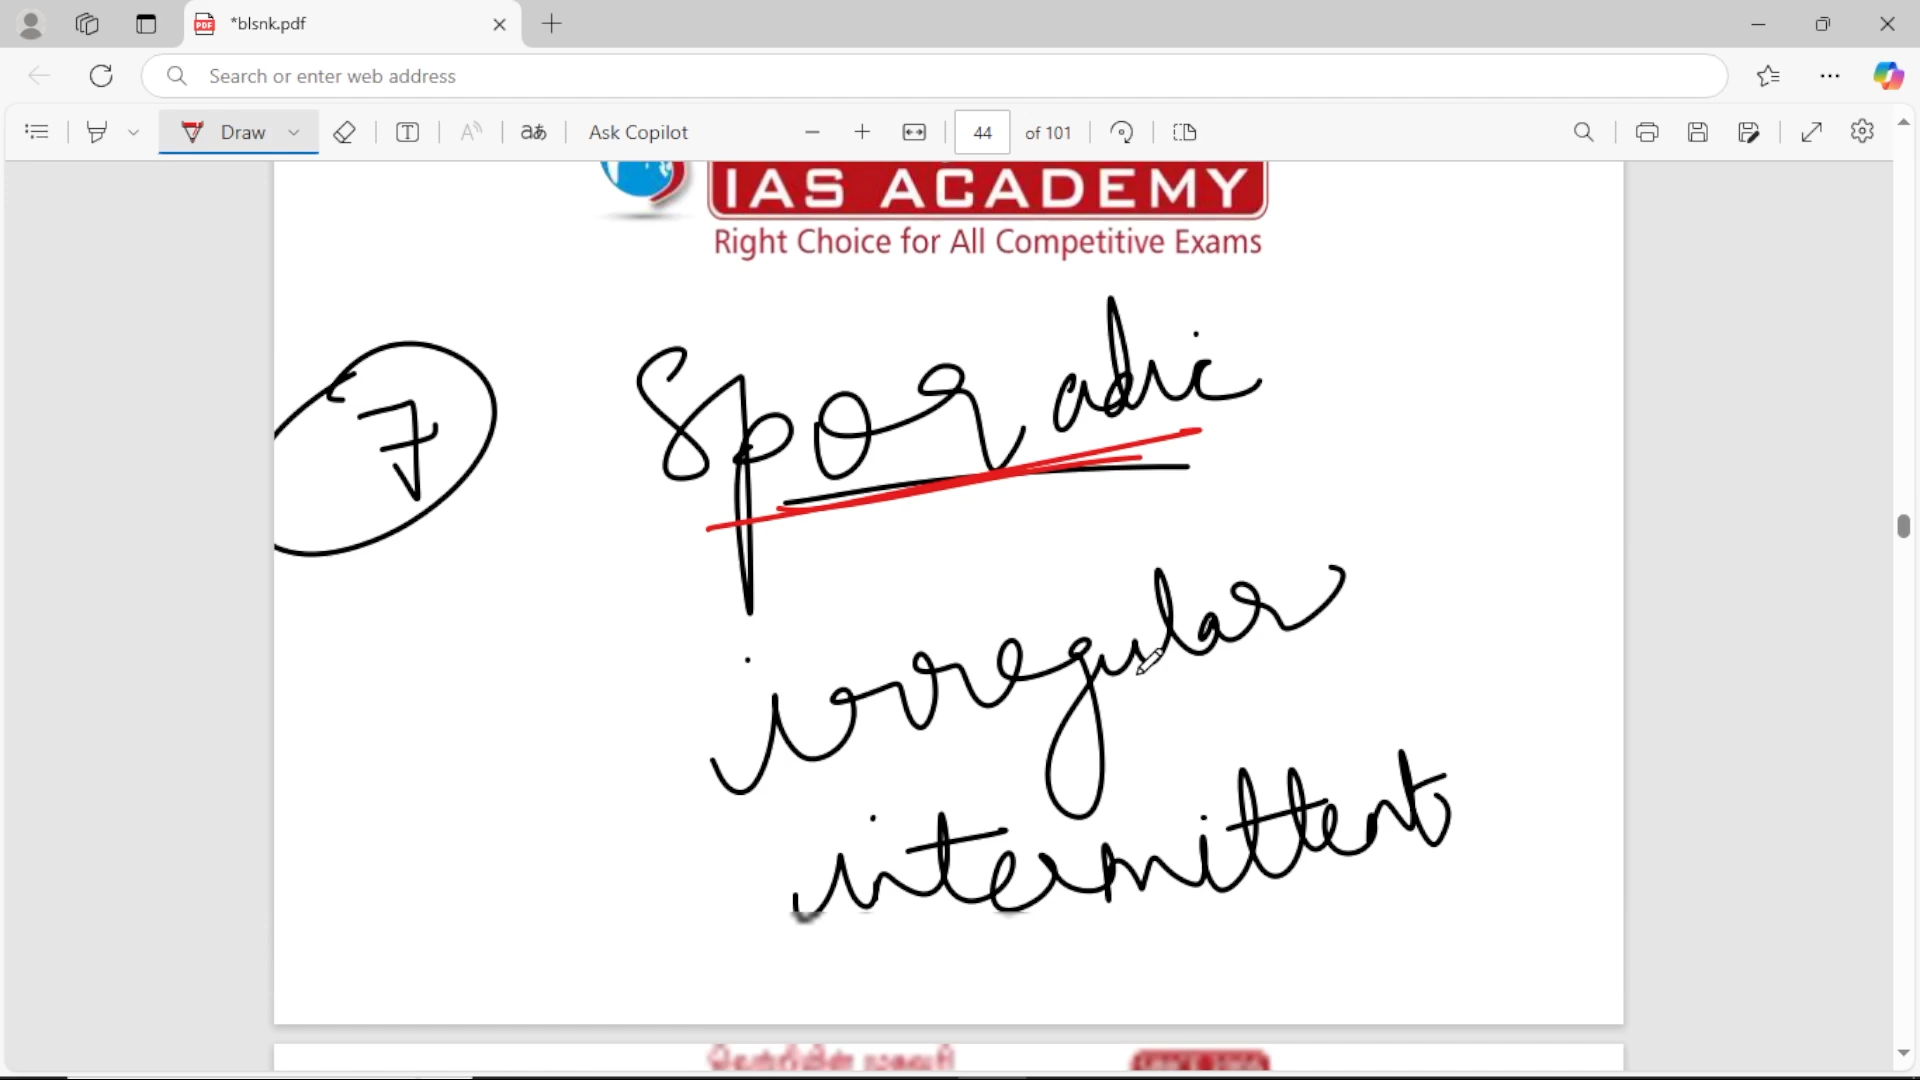 *blsnk.pdf
Search or enter web address
Draw
Ask Copilot
44 of 101
IAS ACADEMY
Right Choice for All Competitive Exams
7
Sporadic
irregular
intermittent